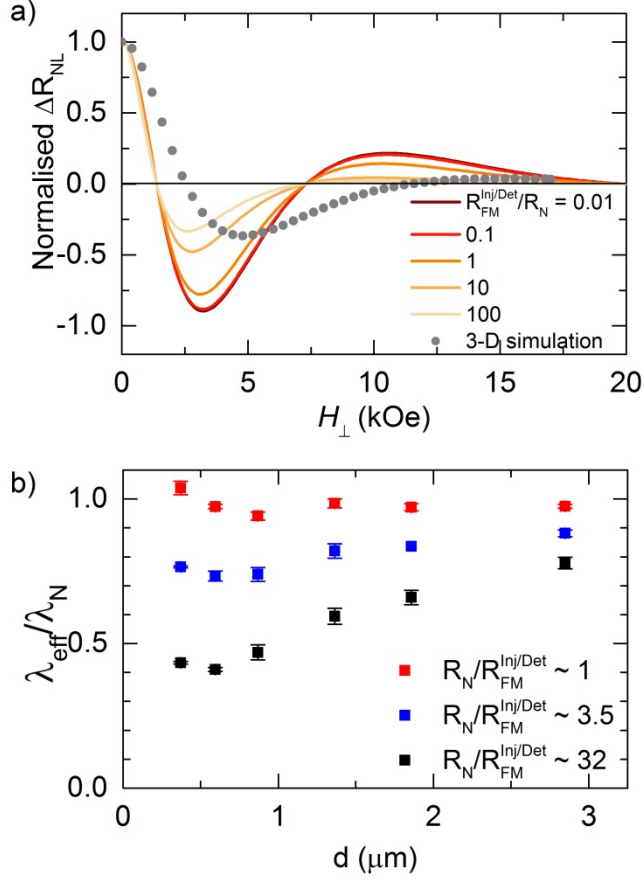 a)
1.0
0.5
0.0
-0.5
-1.0
Normalised ΔR_NL
R_FM^Inj/Det/R_N = 0.01
0.1
1
10
100
3-D simulation
0 5 10 15 20
H_⊥ (kOe)
b)
1.0
0.5
0.0
λ_eff/λ_N
R_N/R_FM^Inj/Det ~ 1
R_N/R_FM^Inj/Det ~ 3.5
R_N/R_FM^Inj/Det ~ 32
0 1 2 3
d (μm)